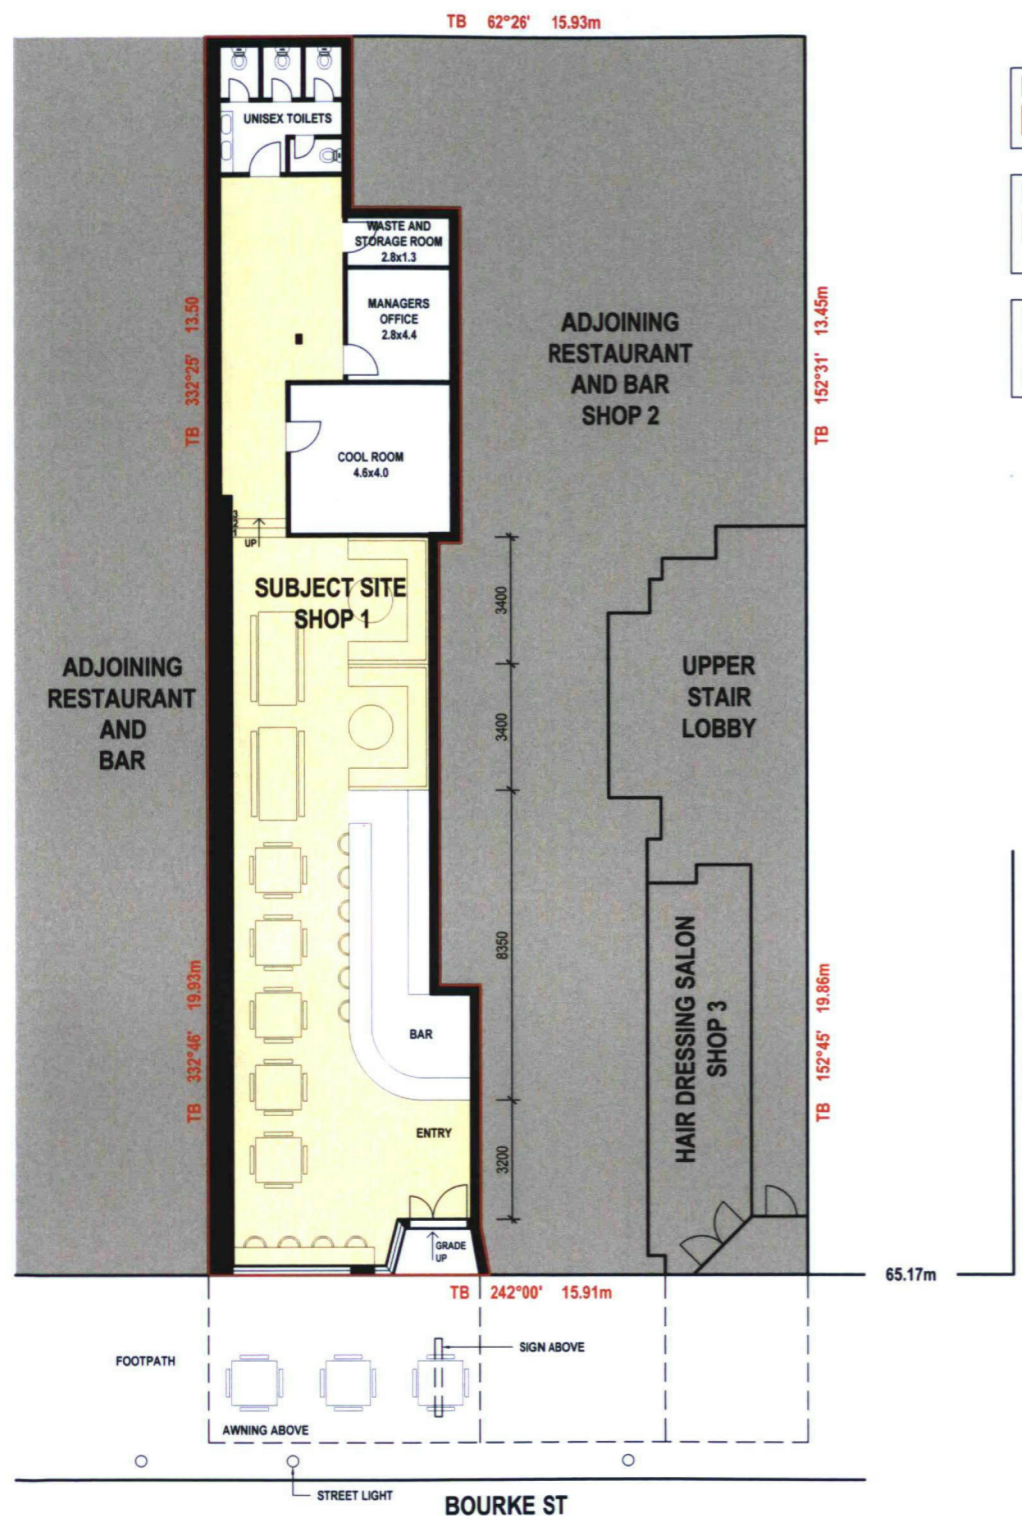 TB 62°26' 15.93m
UNISEX TOILETS
WASTE AND
STORAGE ROOM
2.8x1.3
MANAGERS
OFFICE
2.8x4.4
TB 332°25' 13.50
ADJOINING
RESTAURANT
AND BAR
SHOP 2
TB 152°31' 13.45m
COOL ROOM
4.6x4.0
3
2
1
UP
SUBJECT SITE
SHOP 1
3400
ADJOINING
RESTAURANT
AND
BAR
UPPER
STAIR
LOBBY
3400
8350
TB 332°46' 19.93m
BAR
HAIR DRESSING SALON
SHOP 3
TB 152°45' 19.86m
ENTRY
3200
GRADE
UP
65.17m
TB 242°00' 15.91m
FOOTPATH
SIGN ABOVE
AWNING ABOVE
STREET LIGHT
BOURKE ST